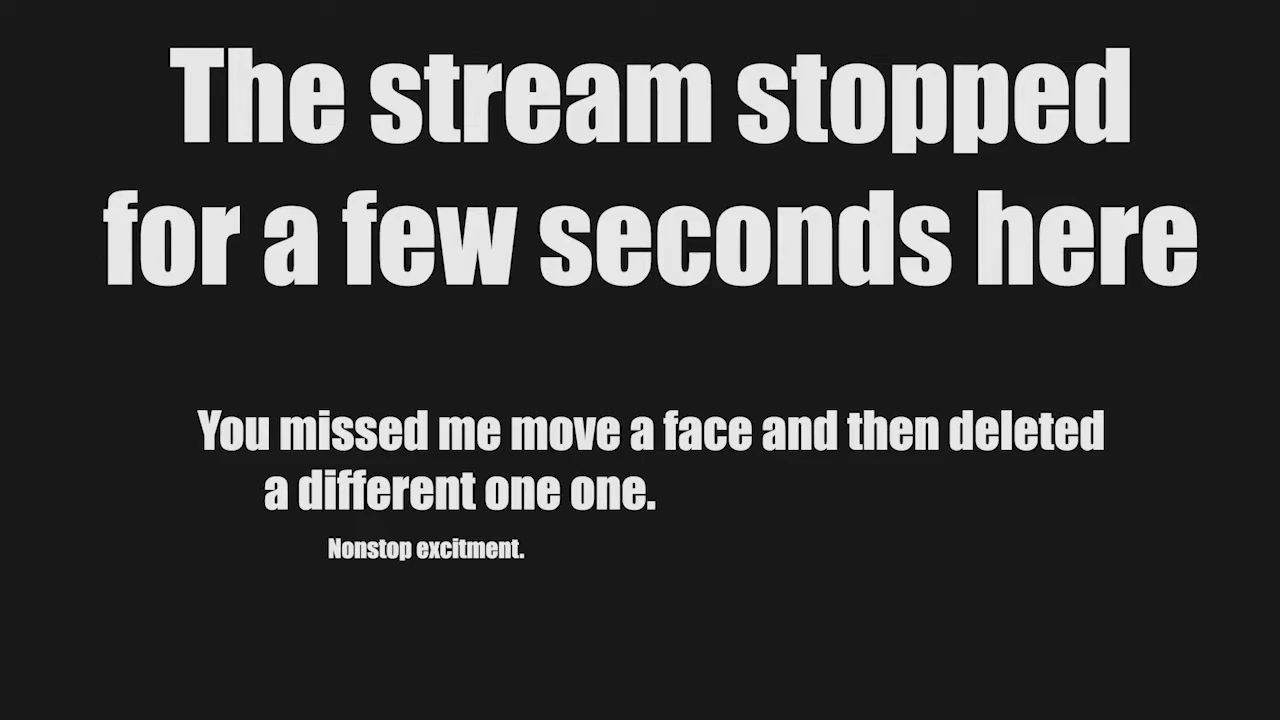 The stream stopped
for a few seconds here
You missed me move a face and then deleted
a different one one.
Nonstop excitment.